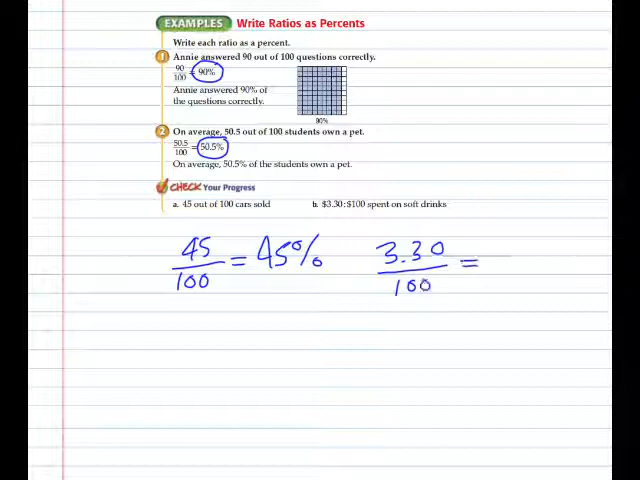 EXAMPLES Write Ratios as Percents
Write each ratio as a percent.
1 Annie answered 90 out of 100 questions correctly.
90/100 = 90%
Annie answered 90% of
the questions correctly.
90%
2 On average, 50.5 out of 100 students own a pet.
50.5/100 = 50.5%
On average, 50.5% of the students own a pet.
CHECK Your Progress
a. 45 out of 100 cars sold b. $3.30:$100 spent on soft drinks
45/100 = 45% 3.30/100 =